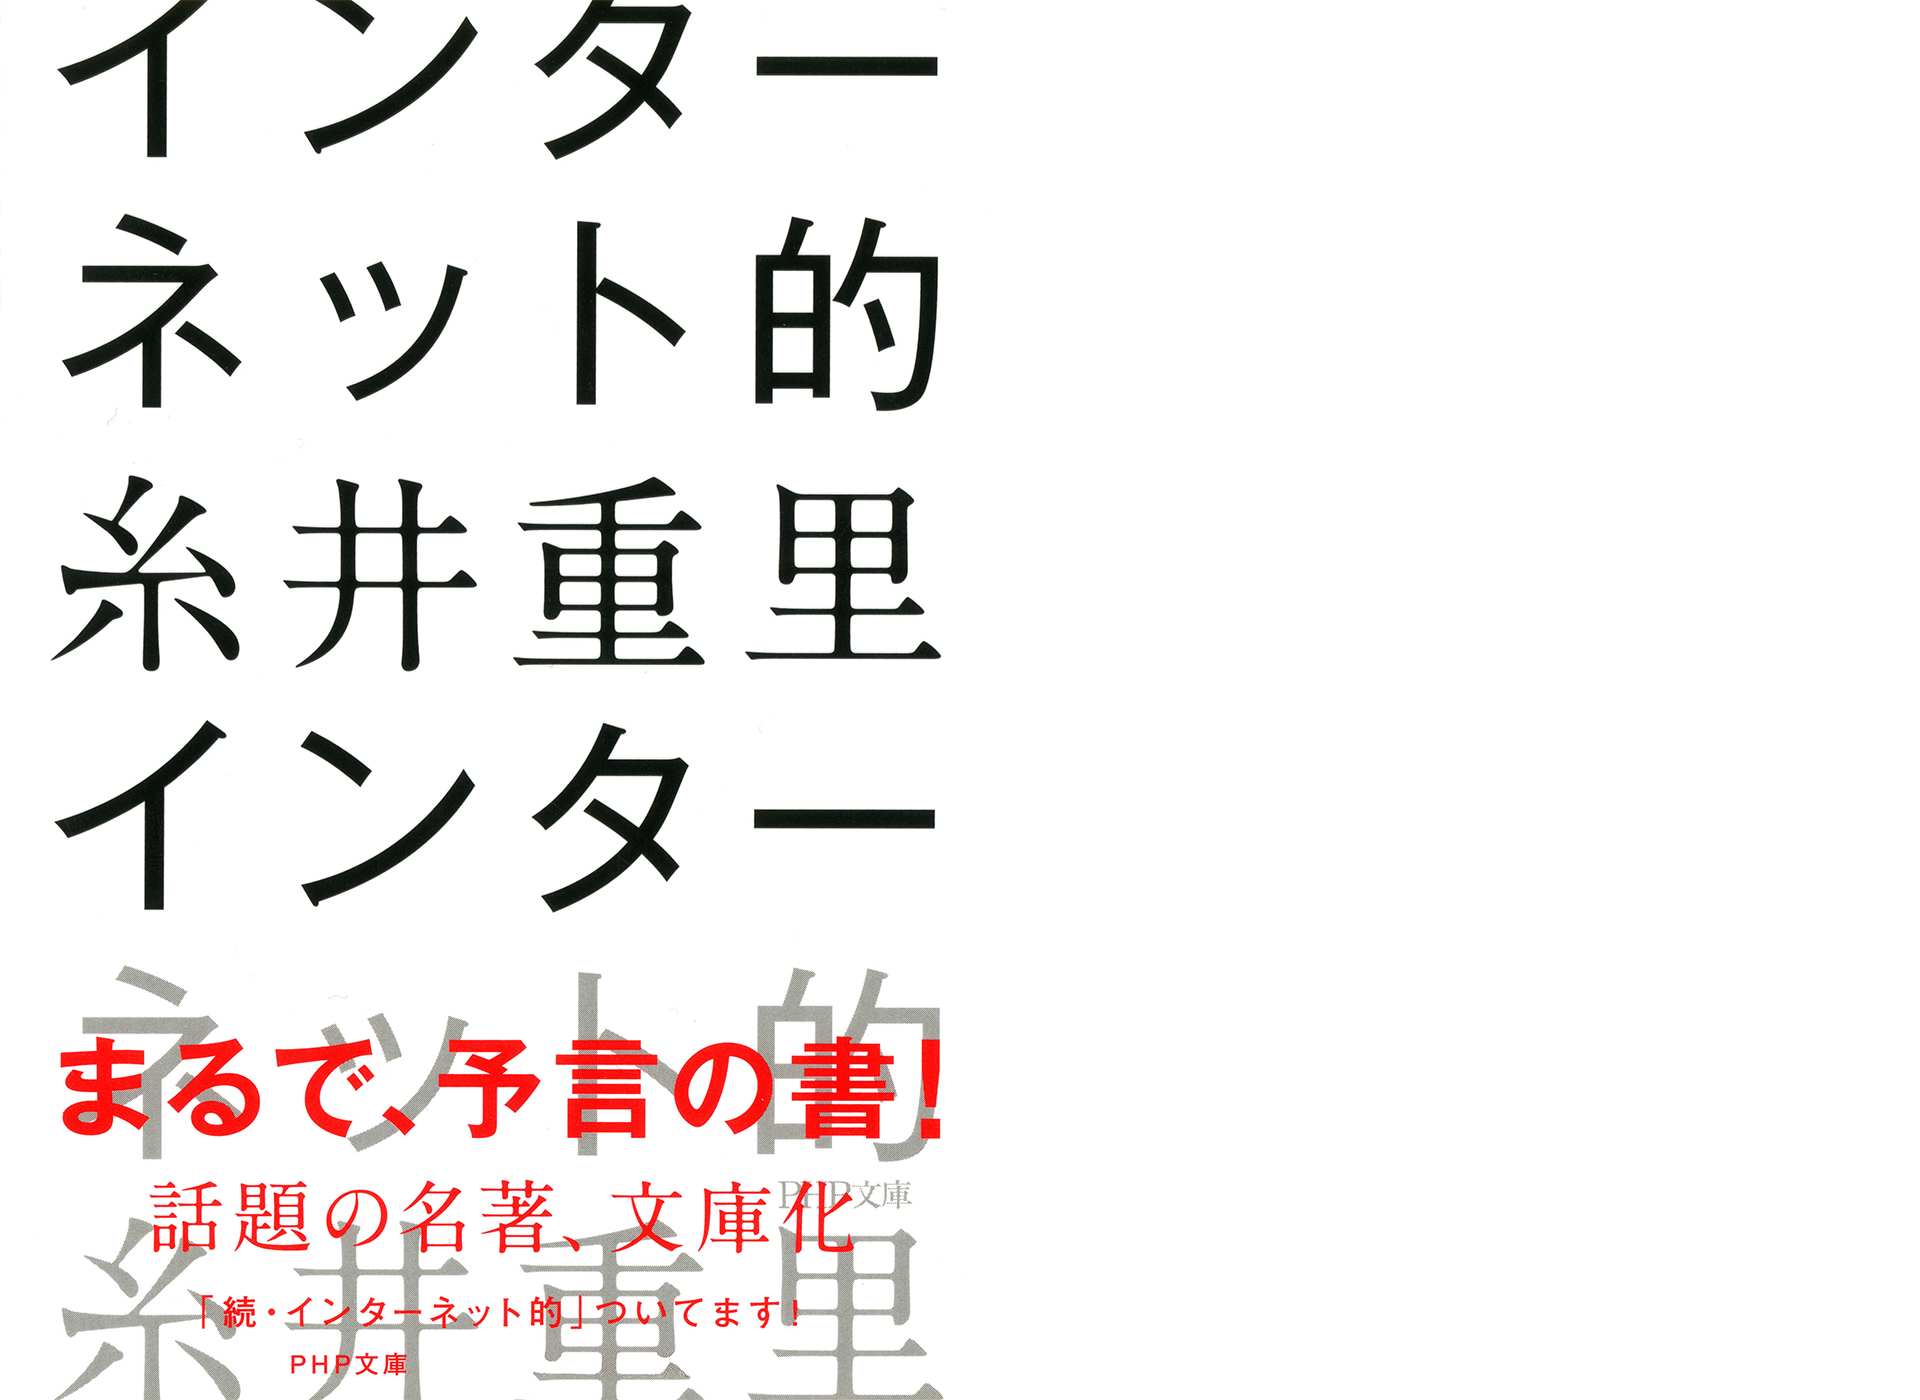 インター
ネット的
糸井重里
インター
ネット的
まるで、予言の書!
PHP文庫
話題の名著、文庫化
糸井重里
「続・インターネット的」ついてます!
PHP文庫